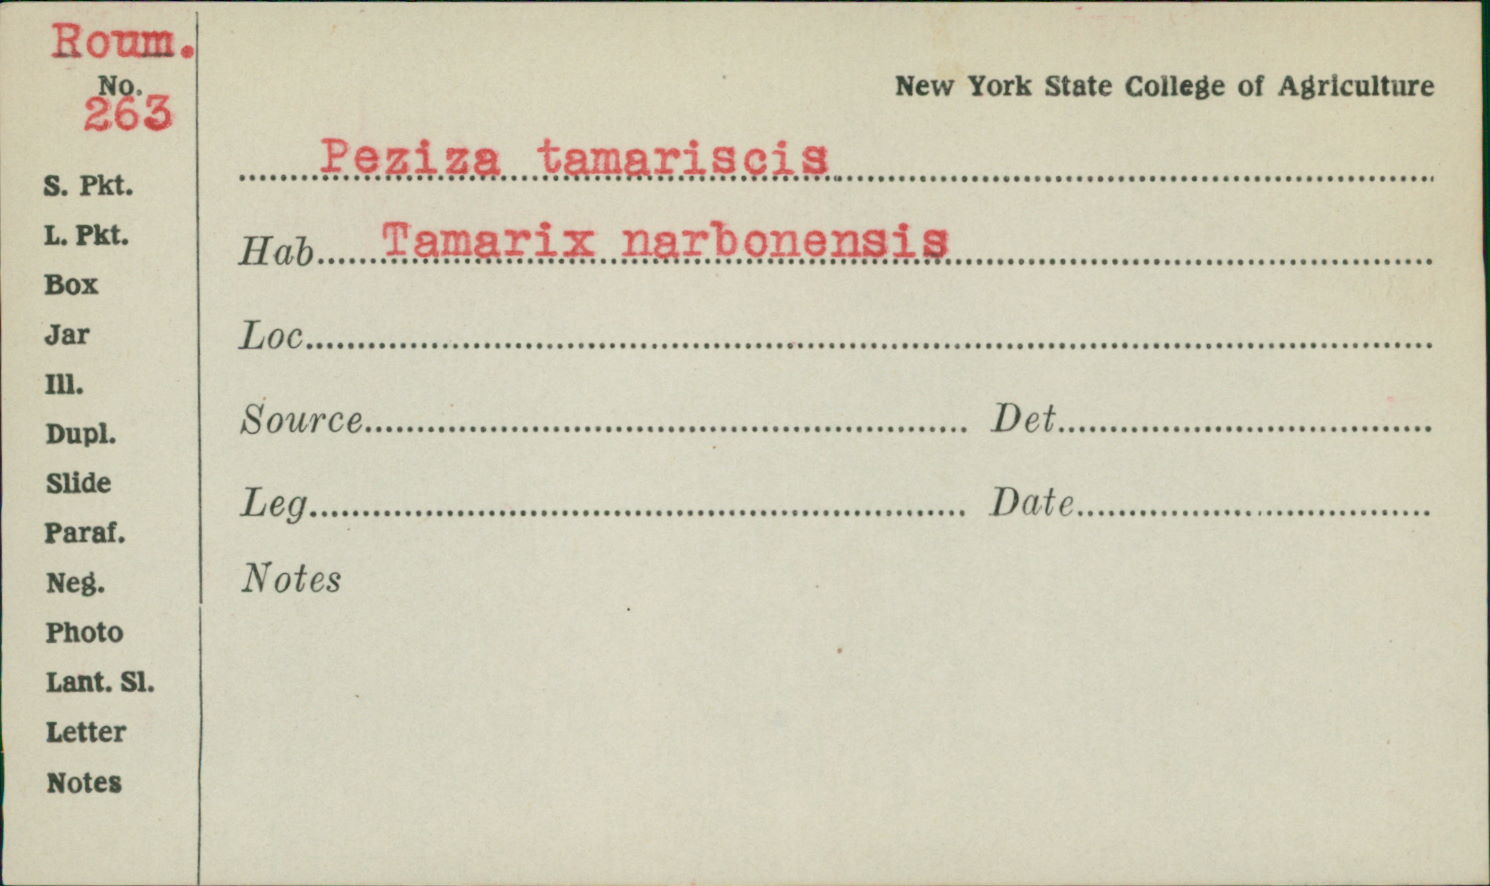 Roum.
No.
263
New York State College of Agriculture
Peziza tamariscis
Hab. Tamarix narbonensis
Loc.
Source Det.
Leg. Date
Notes
S. Pkt.
L. Pkt.
Box
Jar
Ill.
Dupl.
Slide
Paraf.
Neg.
Photo
Lant. Sl.
Letter
Notes